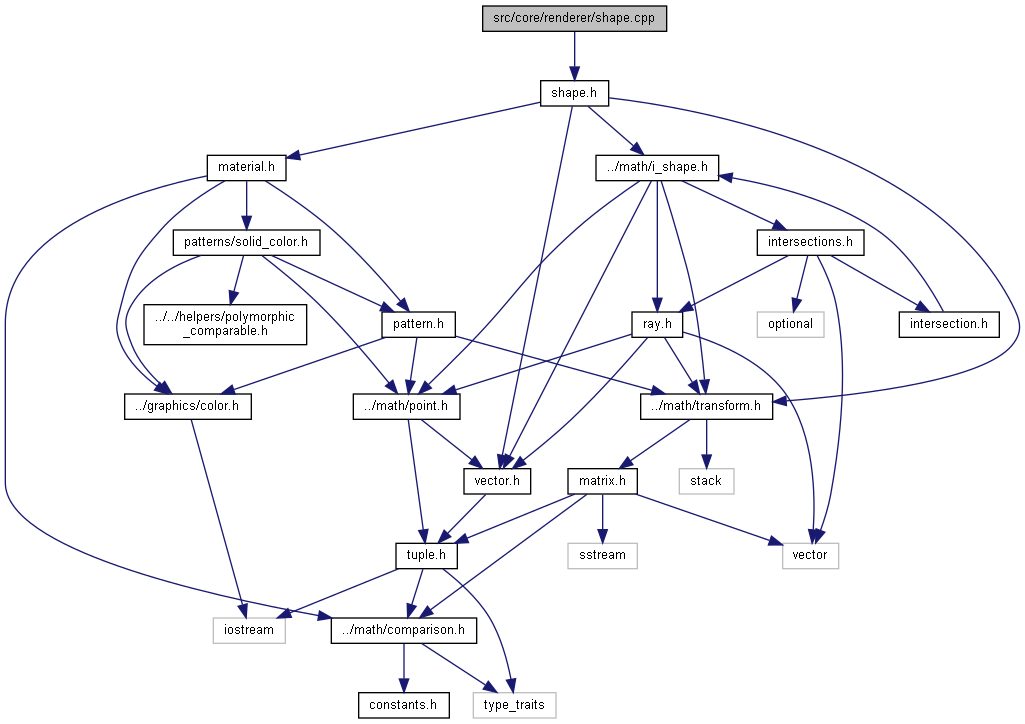 src/core/renderer/shape.cpp
shape.h
material.h
../math/i_shape.h
patterns/solid_color.h
intersections.h
../../helpers/polymorphic
_comparable.h
pattern.h
ray.h
optional
intersection.h
../graphics/color.h
../math/point.h
../math/transform.h
vector.h
matrix.h
stack
tuple.h
sstream
vector
iostream
../math/comparison.h
constants.h
type_traits